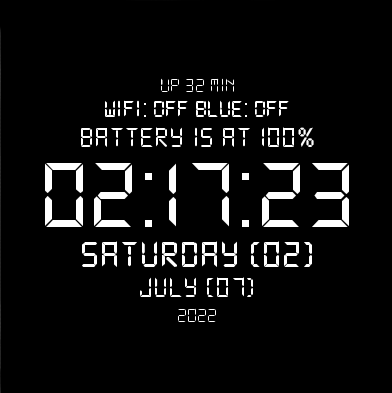 UP 32 MIN
WIFI: OFF BLUE: OFF
BATTERY IS AT 100%
02:17:23
SATURDAY (02)
JULY (07)
2022